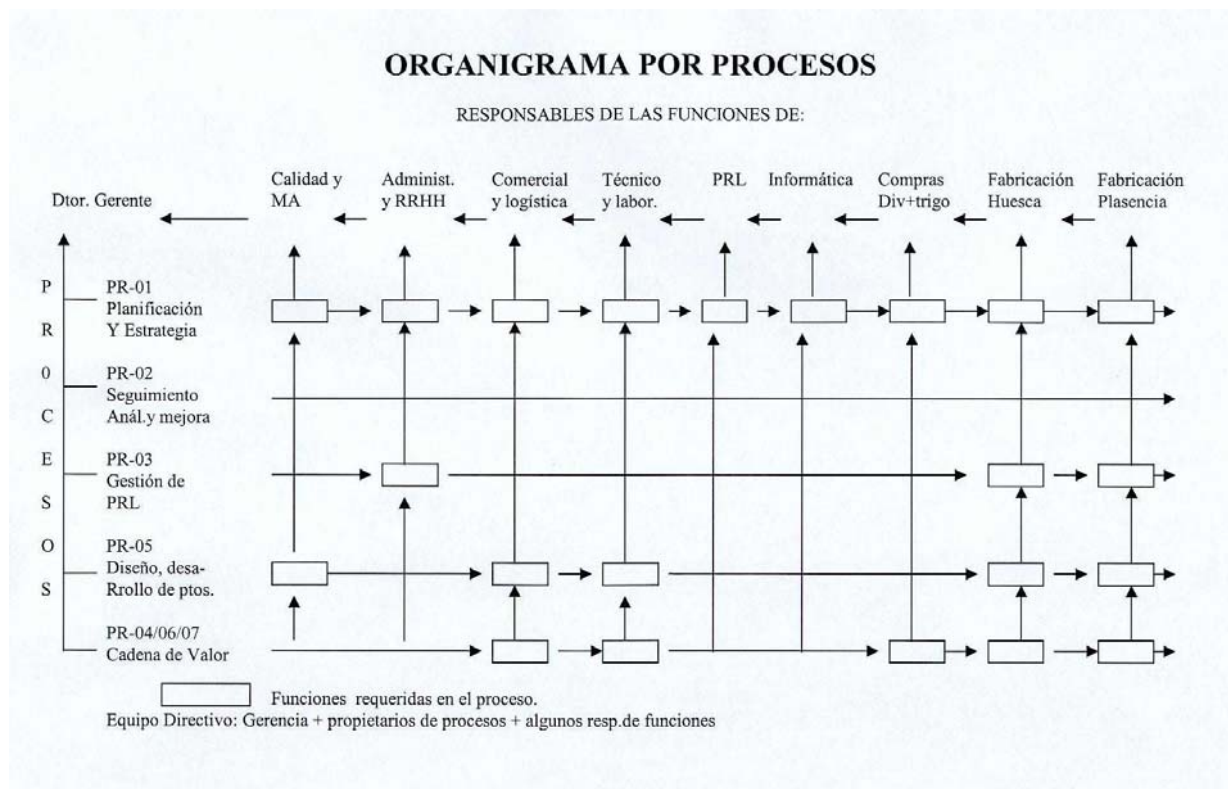 ORGANIGRAMA POR PROCESOS
RESPONSABLES DE LAS FUNCIONES DE:
Dtor. Gerente
Calidad y
MA
Administ.
y RRHH
Comercial
y logística
Técnico
y labor.
PRL
Informática
Compras
Div+trigo
Fabricación
Huesca
Fabricación
Plasencia
P
R
0
C
E
S
O
S
PR-01
Planificación
Y Estrategia
PR-02
Seguimiento
Anál.y mejora
PR-03
Gestión de
PRL
PR-05
Diseño, desa-
Rrollo de ptos.
PR-04/06/07
Cadena de Valor
Funciones requeridas en el proceso.
Equipo Directivo: Gerencia + propietarios de procesos + algunos resp.de funciones